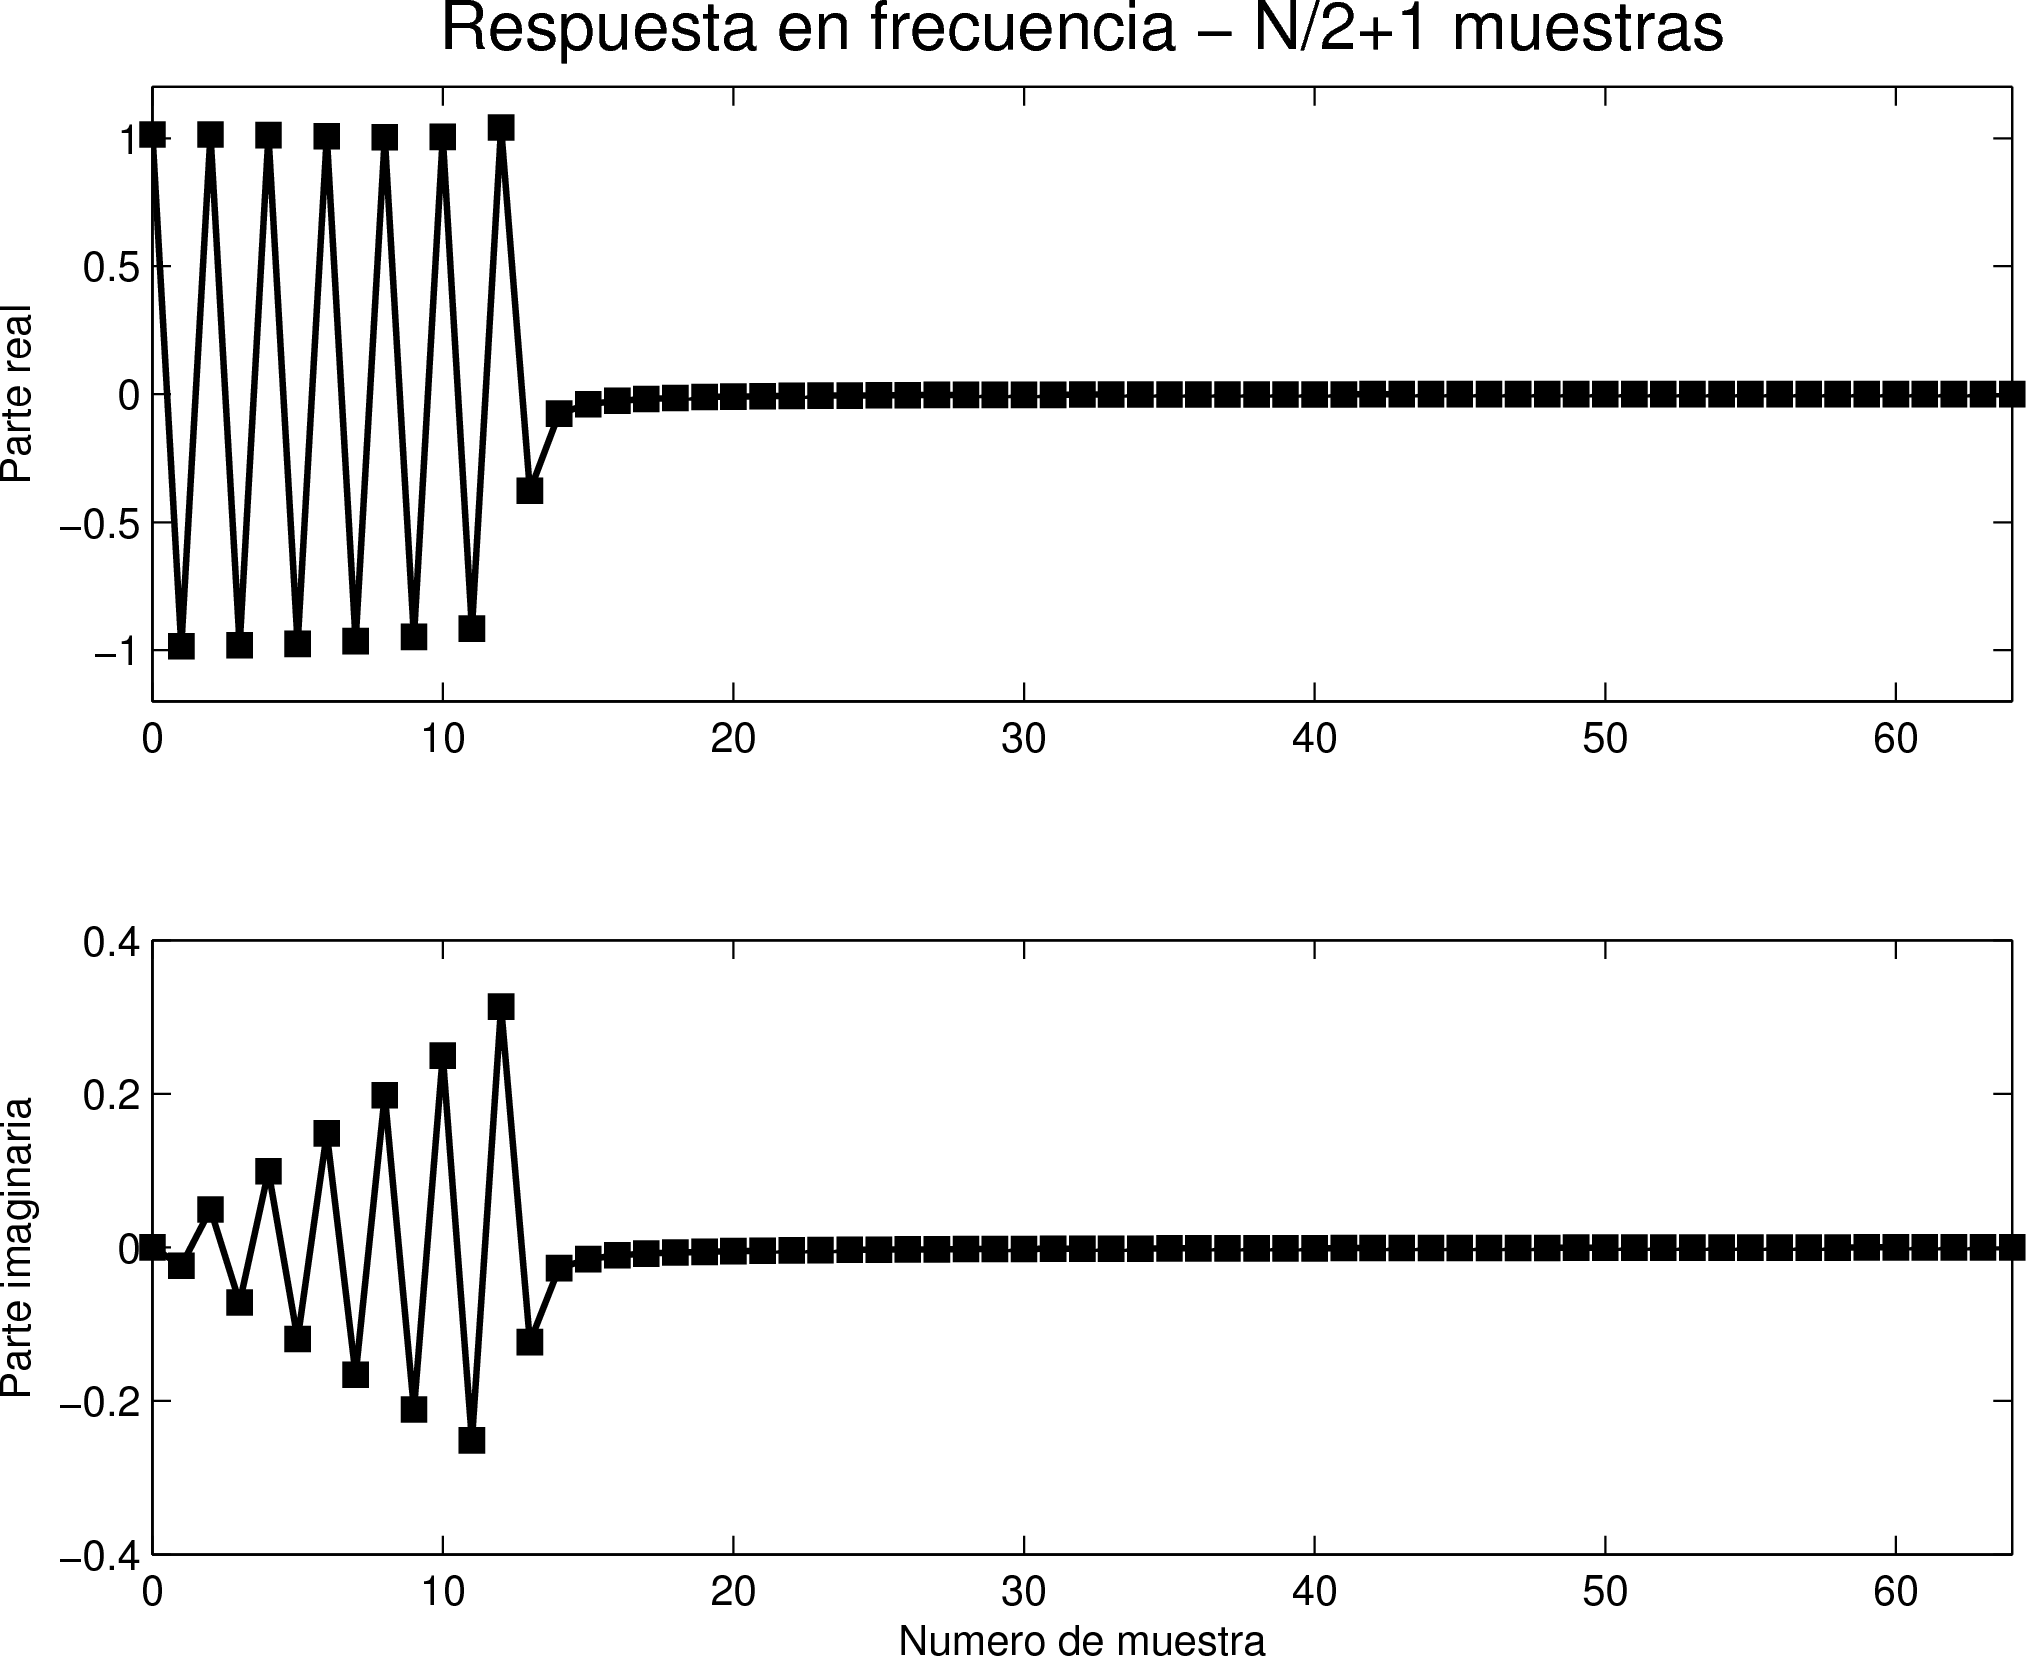 Respuesta en frecuencia – N/2+1 muestras
1
0.5
0
−0.5
−1
Parte real
0 10 20 30 40 50 60
0.4
0.2
0
−0.2
−0.4
Parte imaginaria
0 10 20 30 40 50 60
Numero de muestra